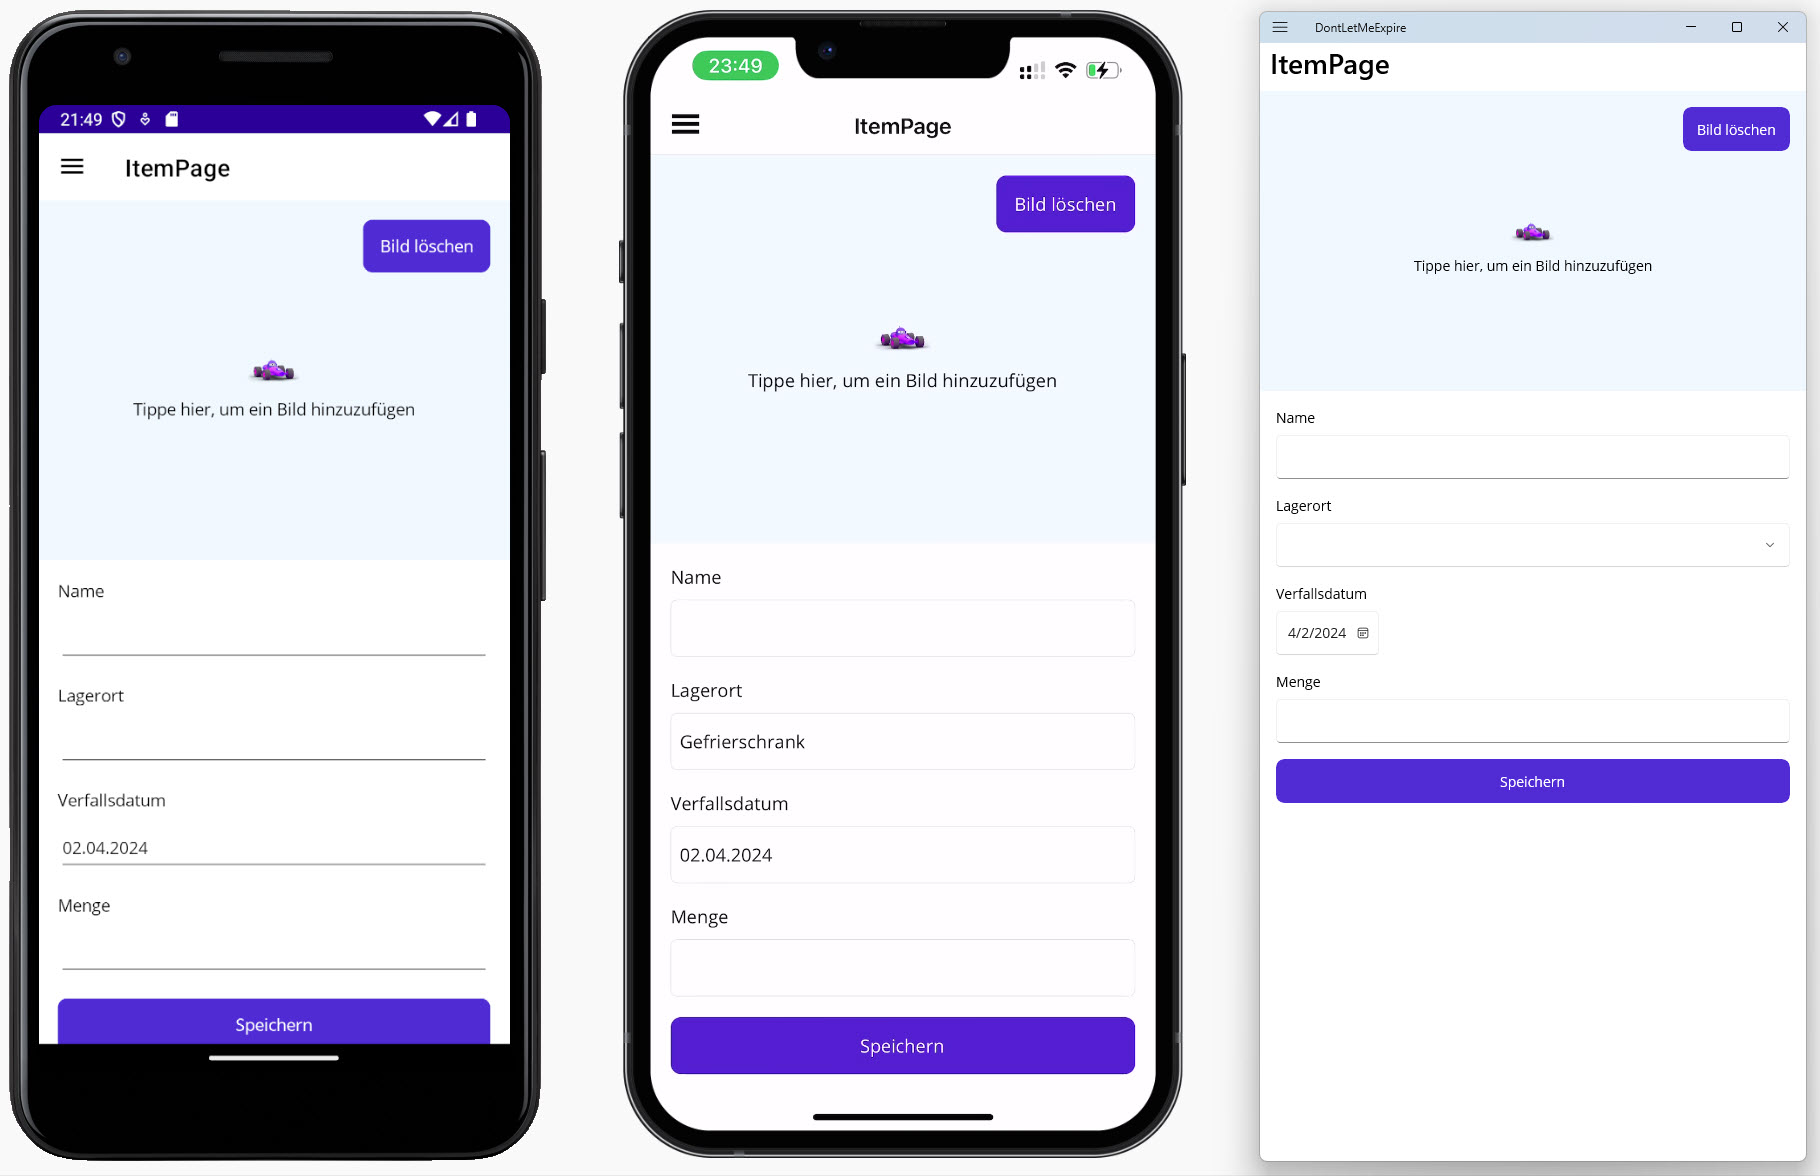 21:49
ItemPage
Bild löschen
Tippe hier, um ein Bild hinzuzufügen
Name
Lagerort
Verfallsdatum
02.04.2024
Menge
Speichern
23:49
ItemPage
Bild löschen
Tippe hier, um ein Bild hinzuzufügen
Name
Lagerort
Gefrierschrank
Verfallsdatum
02.04.2024
Menge
Speichern
DontLetMeExpire
ItemPage
Bild löschen
Tippe hier, um ein Bild hinzuzufügen
Name
Lagerort
Verfallsdatum
4/2/2024
Menge
Speichern